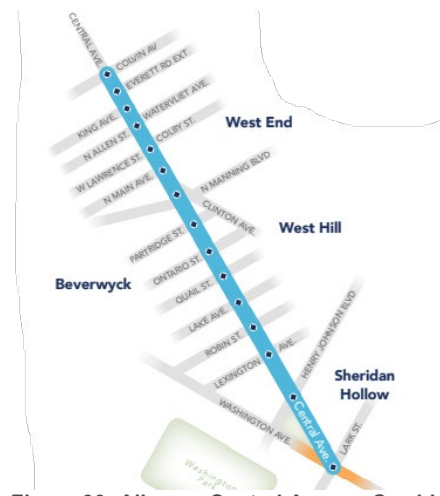 CENTRAL AVE.
COLVIN AV
EVERETT RD EXT
WATERVLIET AVE.
KING AVE.
COLBY ST.
West End
N ALLEN ST.
W LAWRENCE ST.
N MAIN AVE.
N MANNING BLVD
CLINTON AVE.
West Hill
PARTRIDGE ST.
ONTARIO ST.
Beverwyck
QUAIL ST.
LAKE AVE.
ROBIN ST.
LEXINGTON AVE.
HENRY JOHNSON BLVD
Sheridan
Hollow
WASHINGTON AVE.
Central Ave.
LARK ST.
Washington
Park